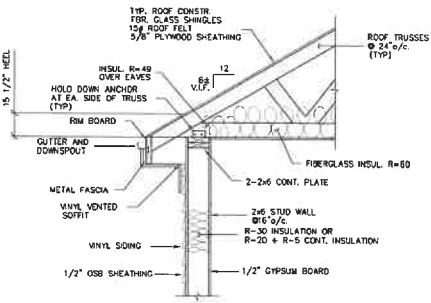 TYP. ROOF CONSTR.
FBR. GLASS SHINGLES
15# ROOF FELT
5/8" PLYWOOD SHEATHING
ROOF TRUSSES
@ 24"o/c.
(TYP)
INSUL. R=49
OVER EAVES
12
6±
V.I.F.
HOLD DOWN ANCHOR
AT EA. SIDE OF TRUSS
(TYP)
15 1/2" HEEL
RIM BOARD
GUTTER AND
DOWNSPOUT
FIBERGLASS INSUL. R=60
2-2x6 CONT. PLATE
METAL FASCIA
VINYL VENTED
SOFFIT
2x6 STUD WALL
@16"o/c.
R-30 INSULATION OR
R-20 + R-5 CONT. INSULATION
VINYL SIDING
1/2" OSB SHEATHING
1/2" GYPSUM BOARD